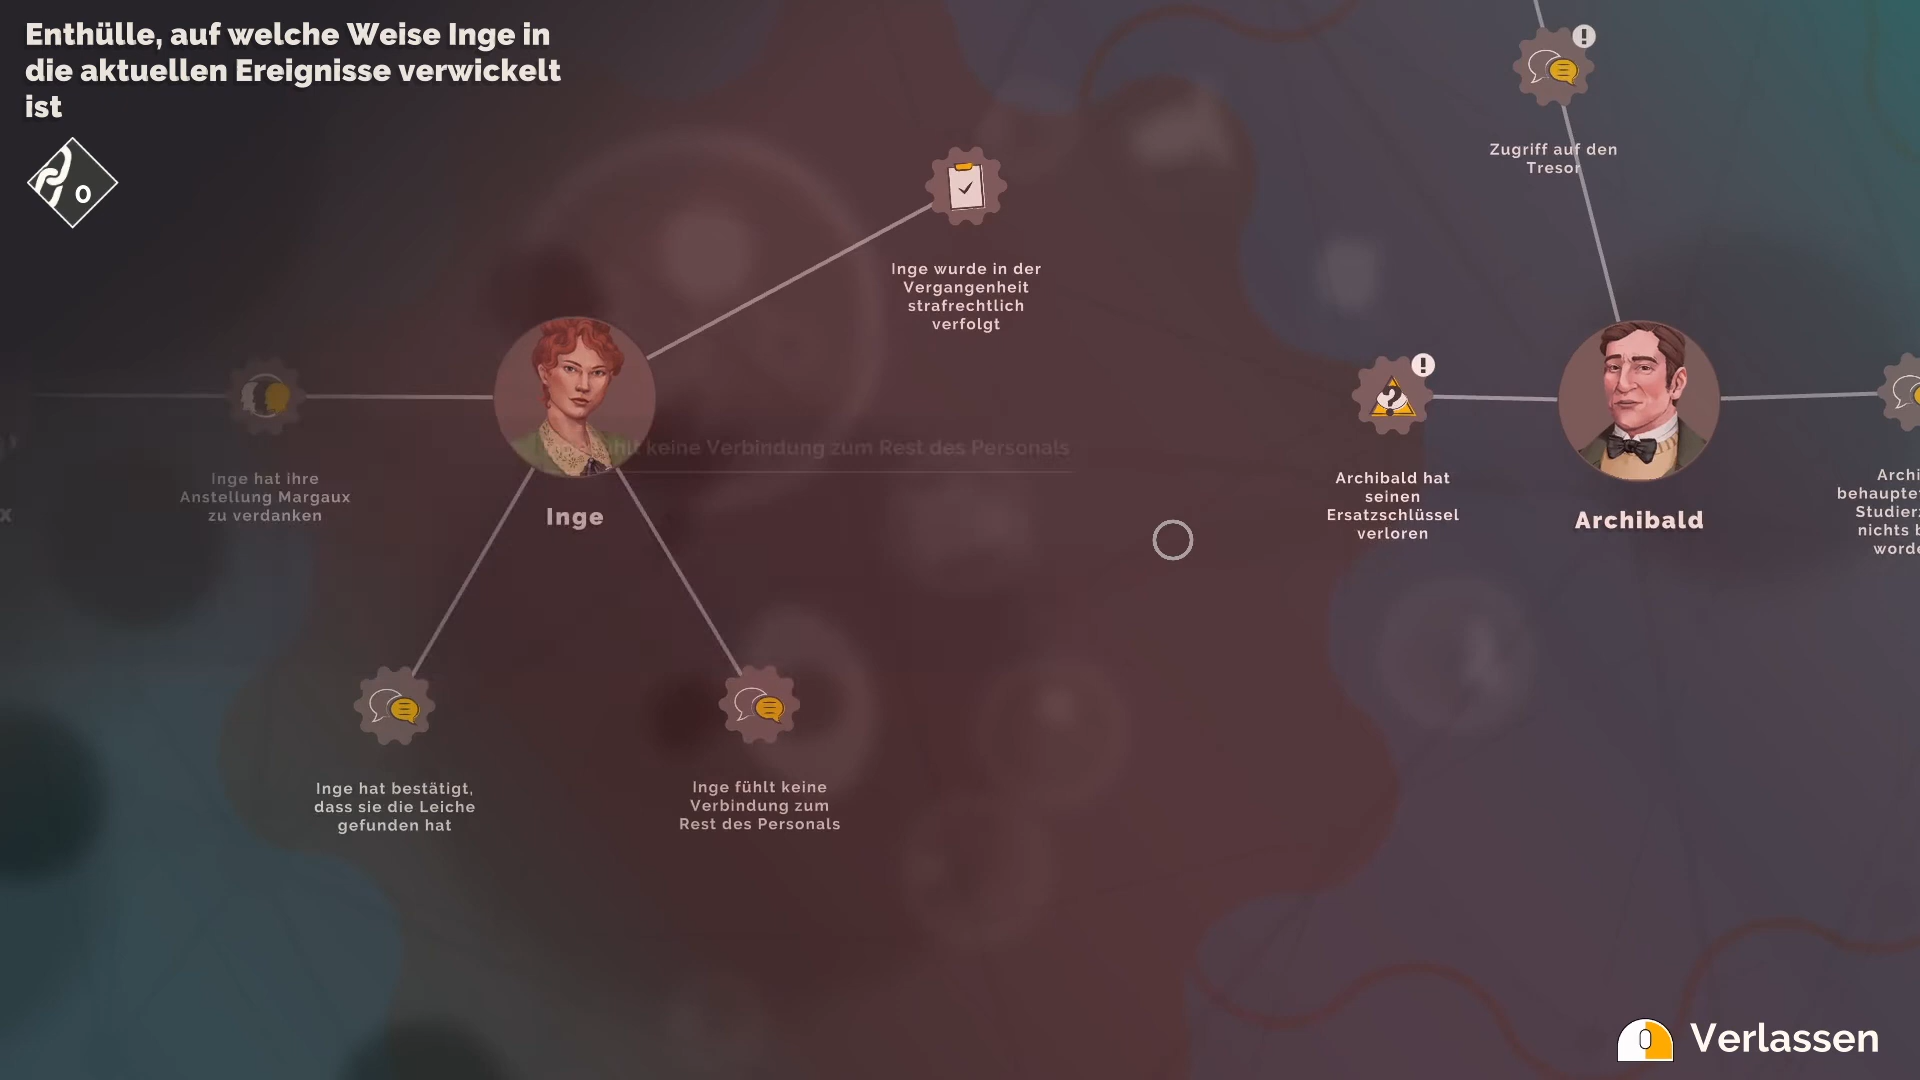 Enthülle, auf welche Weise Inge in
die aktuellen Ereignisse verwickelt
ist
0
Zugriff auf den
Tresor
Inge wurde in der
Vergangenheit
strafrechtlich
verfolgt
keine Verbindung zum Rest des Personals
Inge hat ihre
Anstellung Margaux
zu verdanken
Inge
Archibald hat
seinen
Ersatzschlüssel
verloren
Archibald
Inge hat bestätigt,
dass sie die Leiche
gefunden hat
Inge fühlt keine
Verbindung zum
Rest des Personals
Verlassen